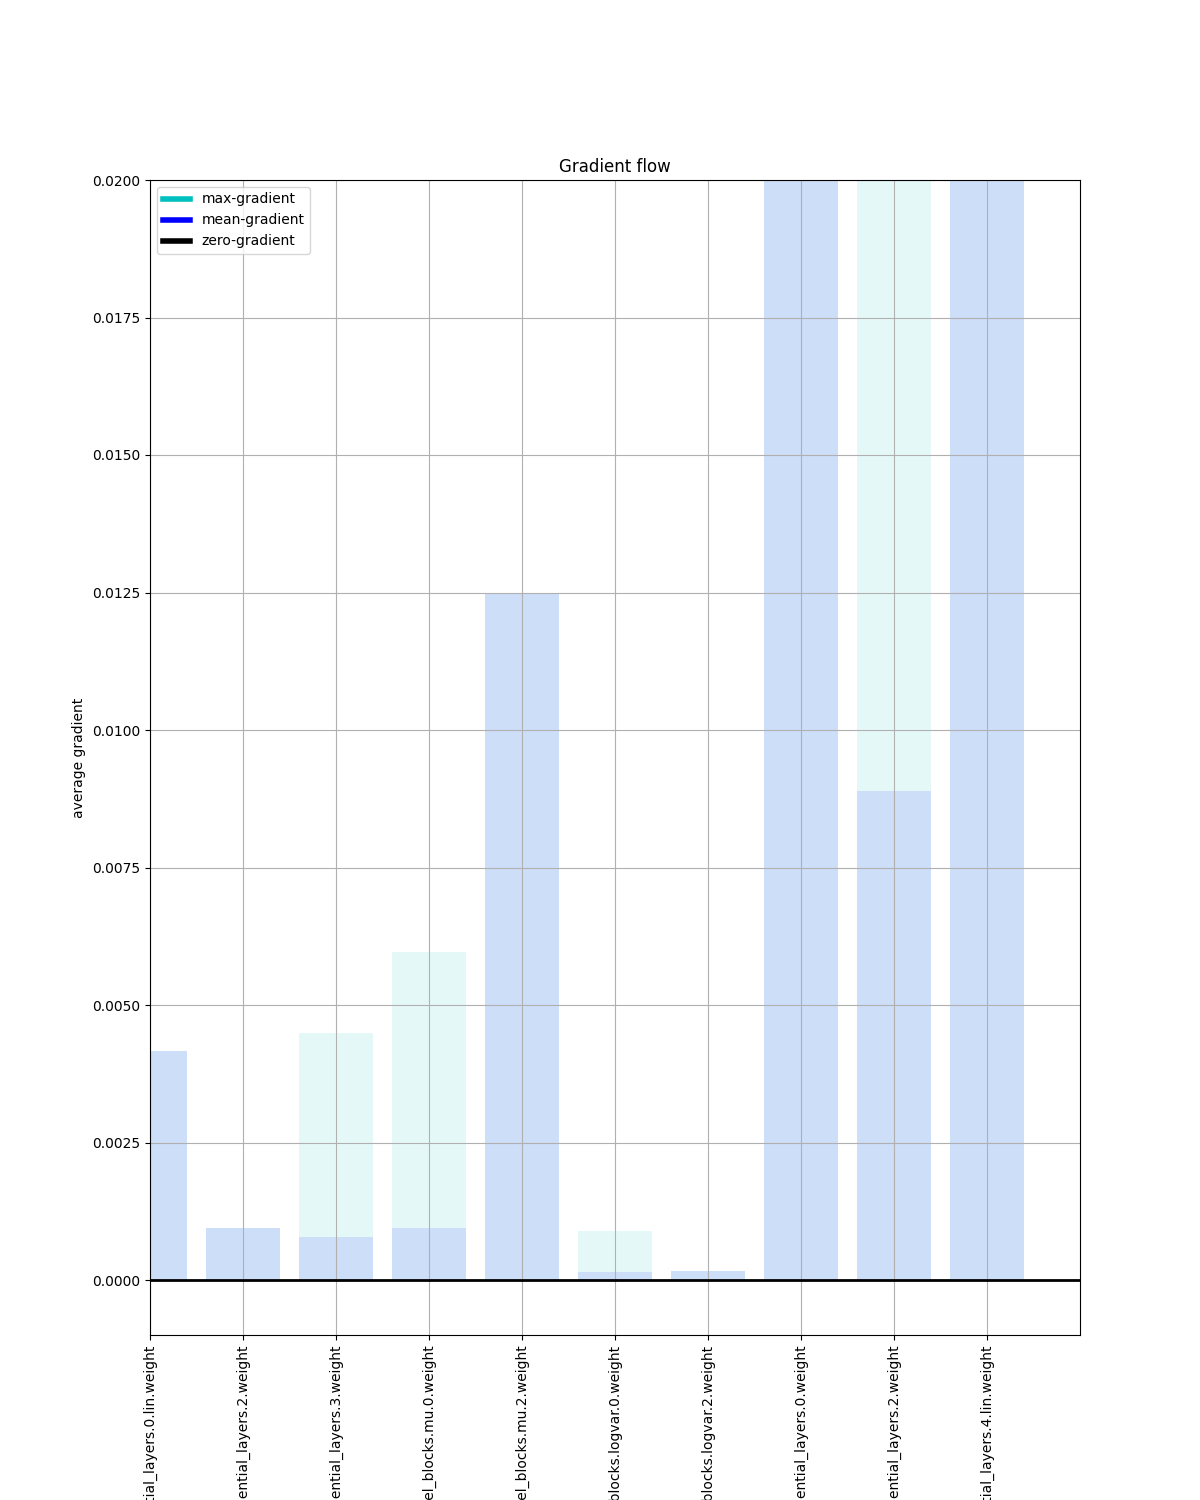 Gradient flow
max-gradient
mean-gradient
zero-gradient
0.0200
0.0175
0.0150
0.0125
0.0100
0.0075
0.0050
0.0025
0.0000
average gradient
tial_layers.0.lin.weight
ential_layers.2.weight
ential_layers.3.weight
el_blocks.mu.0.weight
el_blocks.mu.2.weight
blocks.logvar.0.weight
blocks.logvar.2.weight
ential_layers.0.weight
ential_layers.2.weight
tial_layers.4.lin.weight